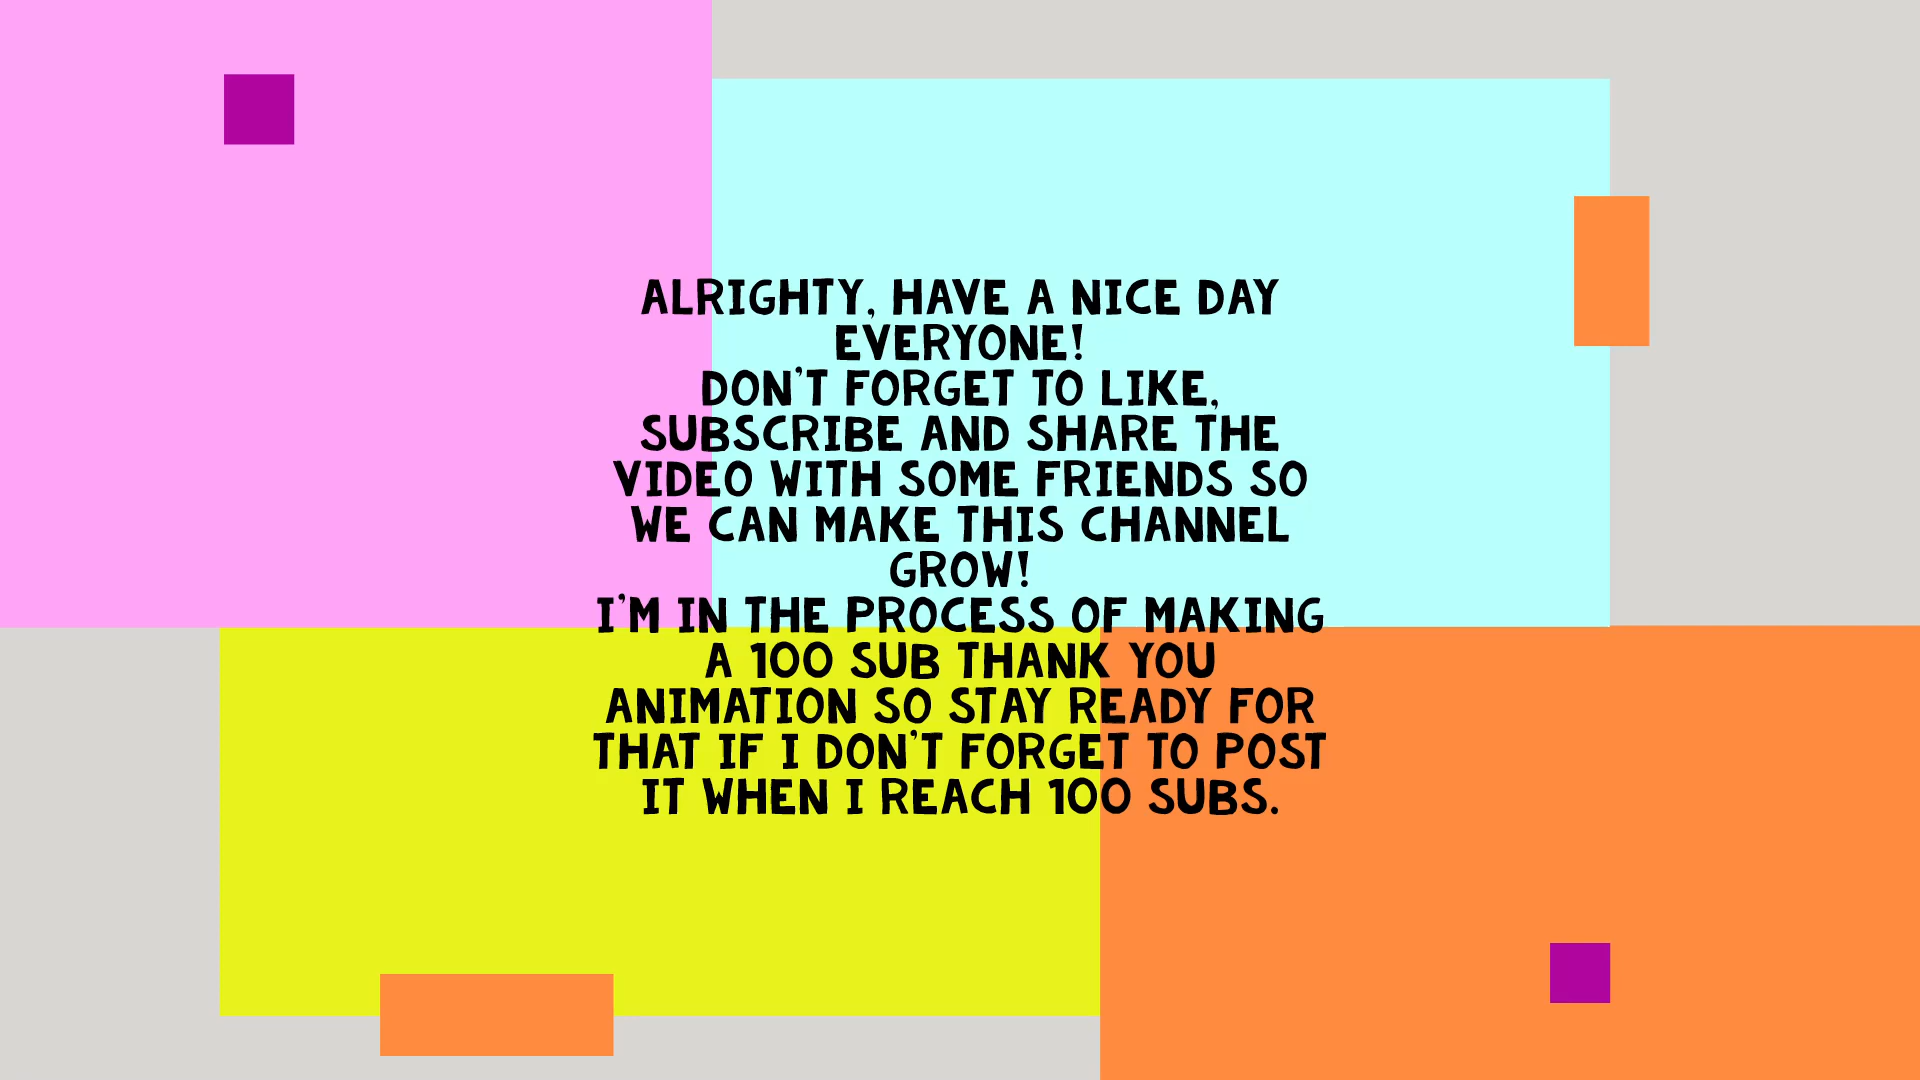 ALRIGHTY, HAVE A NICE DAY
EVERYONE!
DON'T FORGET TO LIKE,
SUBSCRIBE AND SHARE THE
VIDEO WITH SOME FRIENDS SO
WE CAN MAKE THIS CHANNEL
GROW!
I'M IN THE PROCESS OF MAKING
A 100 SUB THANK YOU
ANIMATION SO STAY READY FOR
THAT IF I DON'T FORGET TO POST
IT WHEN I REACH 100 SUBS.